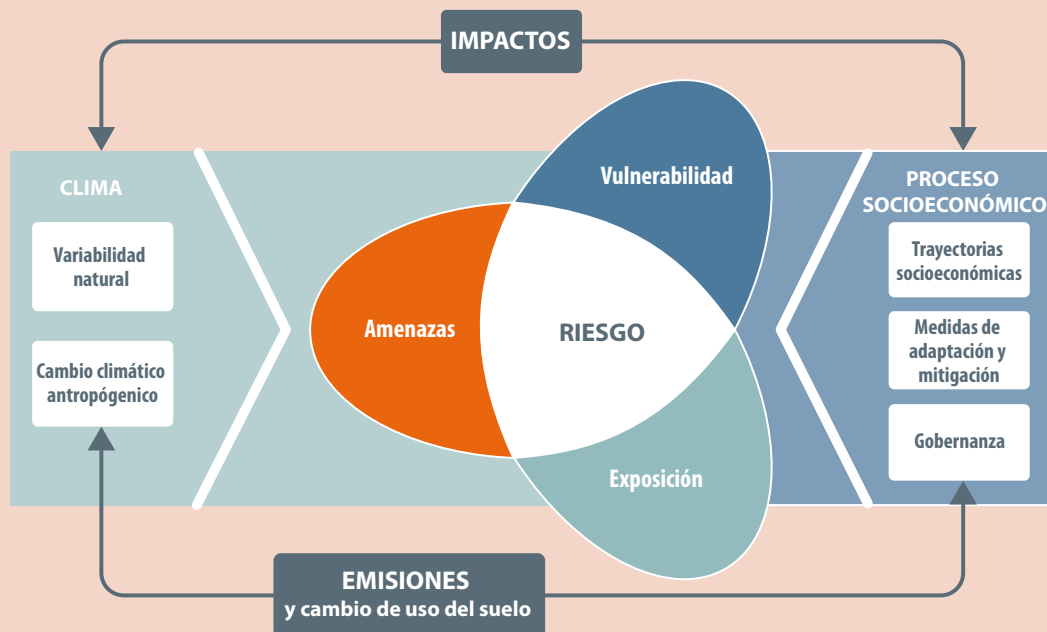 IMPACTOS
CLIMA
Variabilidad
natural
Cambio climático
antropógenico
Amenazas
Vulnerabilidad
RIESGO
Exposición
PROCESO
SOCIOECONÓMICO
Trayectorias
socioeconómicas
Medidas de
adaptación y
mitigación
Gobernanza
EMISIONES
y cambio de uso del suelo